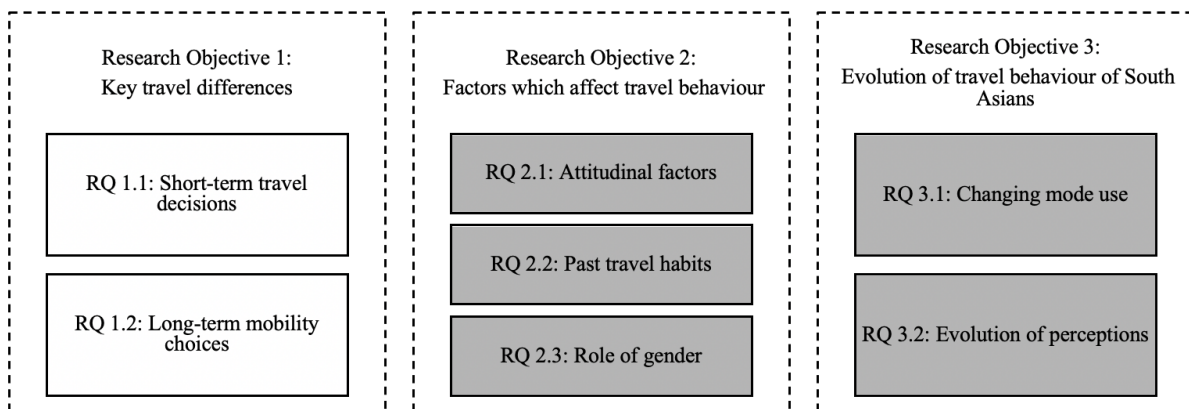 Research Objective 1:
Key travel differences
RQ 1.1: Short-term travel
decisions
RQ 1.2: Long-term mobility
choices
Research Objective 2:
Factors which affect travel behaviour
RQ 2.1: Attitudinal factors
RQ 2.2: Past travel habits
RQ 2.3: Role of gender
Research Objective 3:
Evolution of travel behaviour of South
Asians
RQ 3.1: Changing mode use
RQ 3.2: Evolution of perceptions